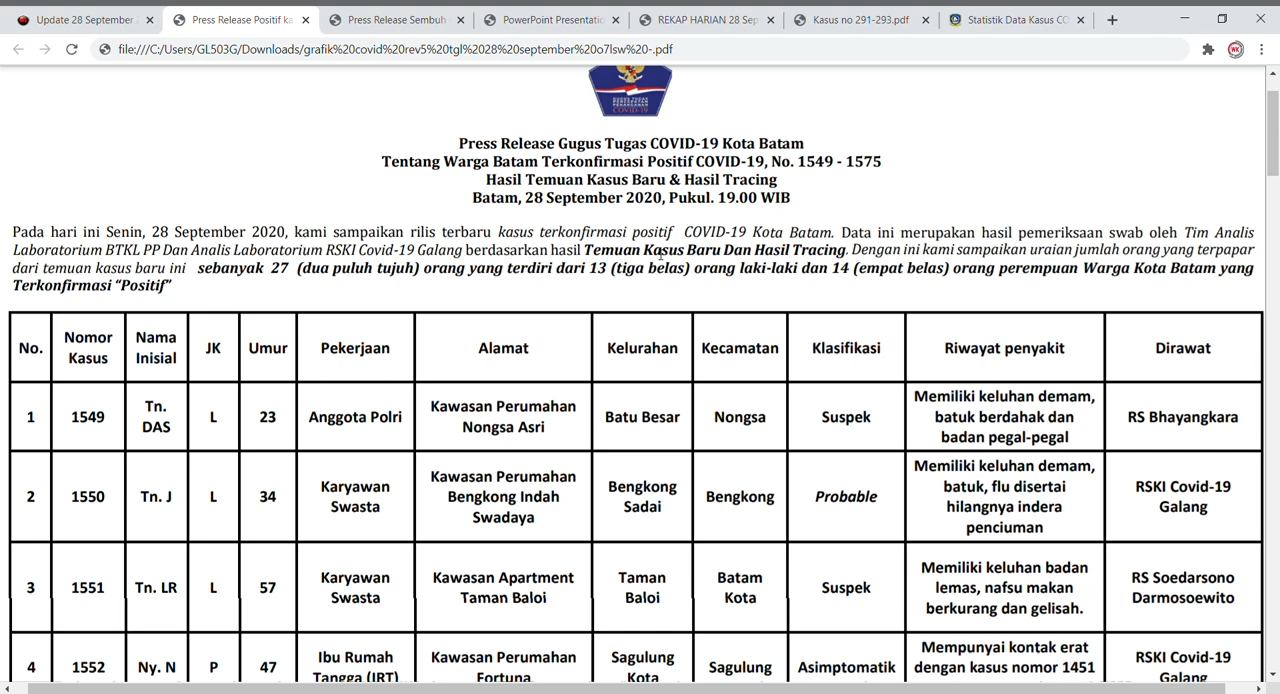 Update 28 September
Press Release Positif ka
Press Release Sembuh
PowerPoint Presentatio
REKAP HARIAN 28 Sep
Kasus no 291-293.pdf
Statistik Data Kasus CO
file:///C:/Users/GL503G/Downloads/grafik%20covid%20rev5%20tgl%2028%20september%20o7lsw%20-.pdf
WK
COVID-19
Press Release Gugus Tugas COVID-19 Kota Batam
Tentang Warga Batam Terkonfirmasi Positif COVID-19, No. 1549 - 1575
Hasil Temuan Kasus Baru & Hasil Tracing
Batam, 28 September 2020, Pukul. 19.00 WIB
Pada hari ini Senin, 28 September 2020, kami sampaikan rilis terbaru kasus terkonfirmasi positif COVID-19 Kota Batam. Data ini merupakan hasil pemeriksaan swab oleh Tim Analis
Laboratorium BTKL PP Dan Analis Laboratorium RSKI Covid-19 Galang berdasarkan hasil Temuan Kasus Baru Dan Hasil Tracing. Dengan ini kami sampaikan uraian jumlah orang yang terpapar
dari temuan kasus baru ini sebanyak 27 (dua puluh tujuh) orang yang terdiri dari 13 (tiga belas) orang laki-laki dan 14 (empat belas) orang perempuan Warga Kota Batam yang
Terkonfirmasi “Positif”
No. Nomor Kasus Nama Inisial JK Umur Pekerjaan Alamat Kelurahan Kecamatan Klasifikasi Riwayat penyakit Dirawat
1 1549 Tn. DAS L 23 Anggota Polri Kawasan Perumahan Nongsa Asri Batu Besar Nongsa Suspek Memiliki keluhan demam, batuk berdahak dan badan pegal-pegal RS Bhayangkara
2 1550 Tn. J L 34 Karyawan Swasta Kawasan Perumahan Bengkong Indah Swadaya Bengkong Sadai Bengkong Probable Memiliki keluhan demam, batuk, flu disertai hilangnya indera penciuman RSKI Covid-19 Galang
3 1551 Tn. LR L 57 Karyawan Swasta Kawasan Apartment Taman Baloi Taman Baloi Batam Kota Suspek Memiliki keluhan badan lemas, nafsu makan berkurang dan gelisah. RS Soedarsono Darmosoewito
4 1552 Ny. N P 47 Ibu Rumah Tangga (IRT) Kawasan Perumahan Fortuna, Sagulung Kota Sagulung Asimptomatik Mempunyai kontak erat dengan kasus nomor 1451 RSKI Covid-19 Galang